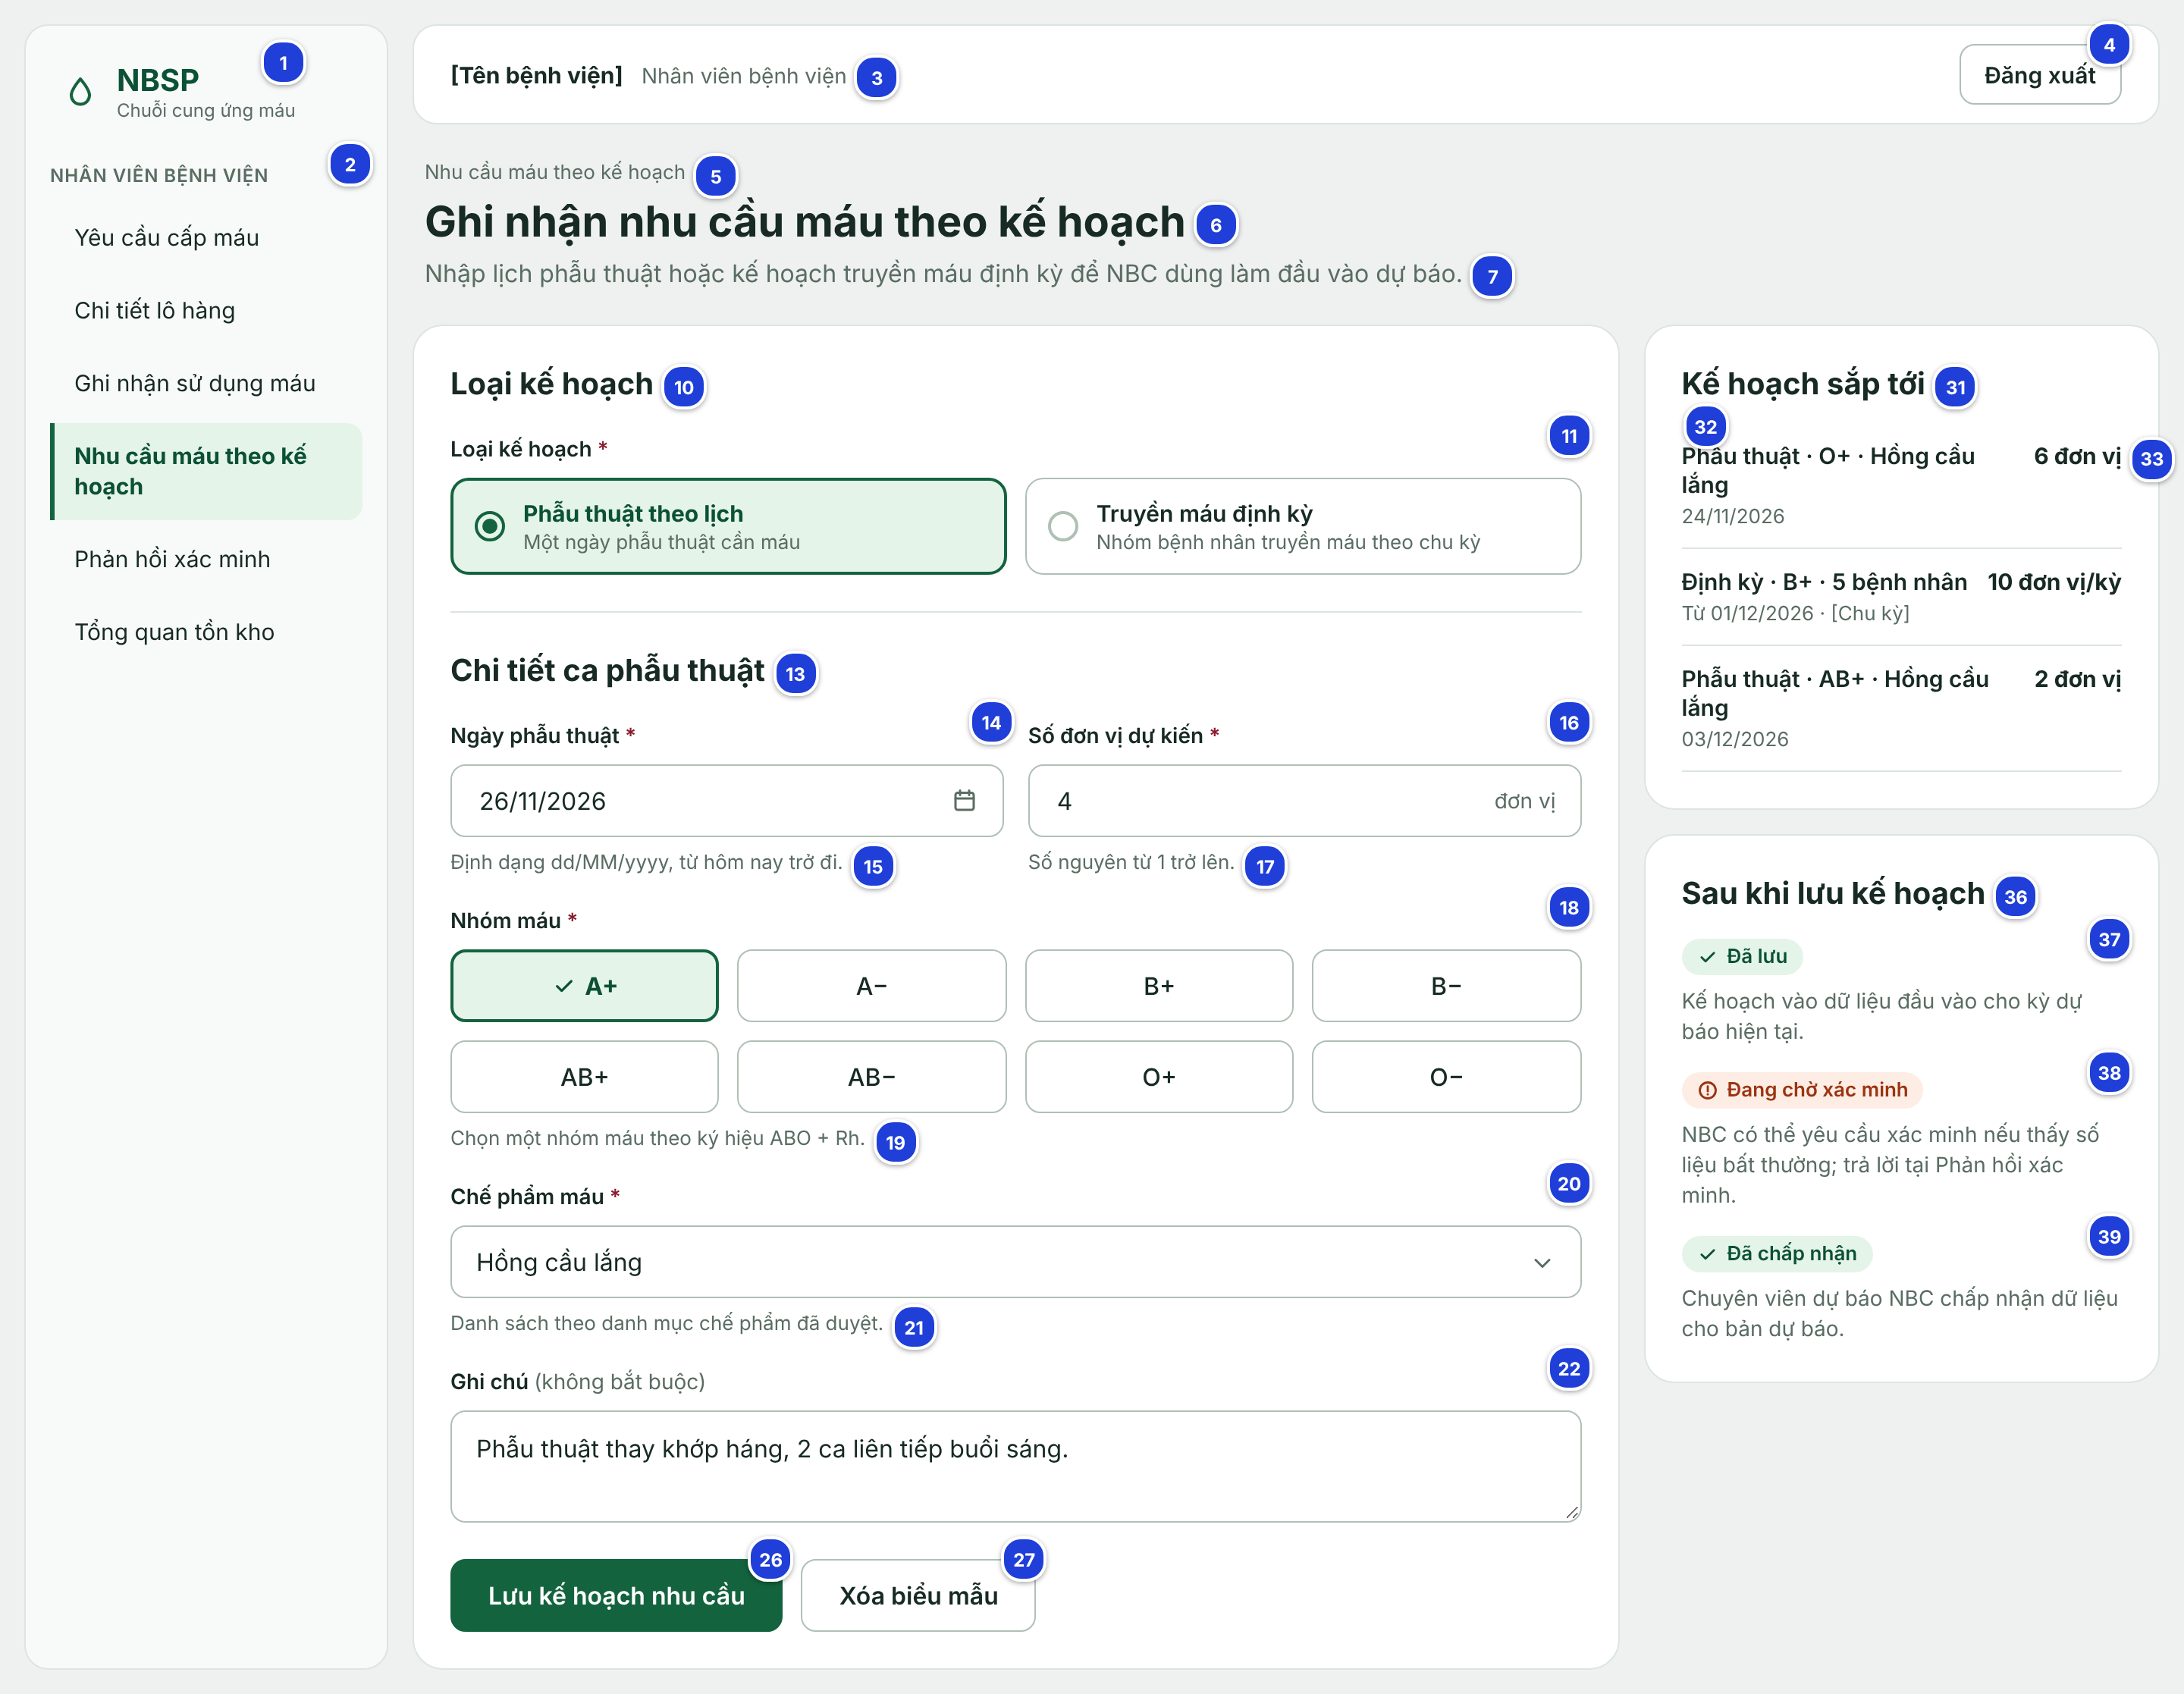 NBSP
1
Chuỗi cung ứng máu
NHÂN VIÊN BỆNH VIỆN
2
Yêu cầu cấp máu
Chi tiết lô hàng
Ghi nhận sử dụng máu
Nhu cầu máu theo kế
hoạch
Phản hồi xác minh
Tổng quan tồn kho
[Tên bệnh viện] Nhân viên bệnh viện 3
Đăng xuất
4
Nhu cầu máu theo kế hoạch 5
Ghi nhận nhu cầu máu theo kế hoạch 6
Nhập lịch phẫu thuật hoặc kế hoạch truyền máu định kỳ để NBC dùng làm đầu vào dự báo. 7
Loại kế hoạch 10
Loại kế hoạch *
11
Phẫu thuật theo lịch
Một ngày phẫu thuật cần máu
Truyền máu định kỳ
Nhóm bệnh nhân truyền máu theo chu kỳ
Chi tiết ca phẫu thuật 13
Ngày phẫu thuật *
14
26/11/2026
Định dạng dd/MM/yyyy, từ hôm nay trở đi. 15
Số đơn vị dự kiến *
16
4 đơn vị
Số nguyên từ 1 trở lên. 17
Nhóm máu *
18
A+ A− B+ B−
AB+ AB− O+ O−
Chọn một nhóm máu theo ký hiệu ABO + Rh. 19
Chế phẩm máu *
20
Hồng cầu lắng
Danh sách theo danh mục chế phẩm đã duyệt. 21
Ghi chú (không bắt buộc)
22
Phẫu thuật thay khớp háng, 2 ca liên tiếp buổi sáng.
Lưu kế hoạch nhu cầu
26
Xóa biểu mẫu
27
Kế hoạch sắp tới 31
32
Phẫu thuật · O+ · Hồng cầu
lắng
6 đơn vị 33
24/11/2026
Định kỳ · B+ · 5 bệnh nhân 10 đơn vị/kỳ
Từ 01/12/2026 · [Chu kỳ]
Phẫu thuật · AB+ · Hồng cầu
lắng
2 đơn vị
03/12/2026
Sau khi lưu kế hoạch 36
37
Đã lưu
Kế hoạch vào dữ liệu đầu vào cho kỳ dự
báo hiện tại.
38
Đang chờ xác minh
NBC có thể yêu cầu xác minh nếu thấy số
liệu bất thường; trả lời tại Phản hồi xác
minh.
39
Đã chấp nhận
Chuyên viên dự báo NBC chấp nhận dữ liệu
cho bản dự báo.